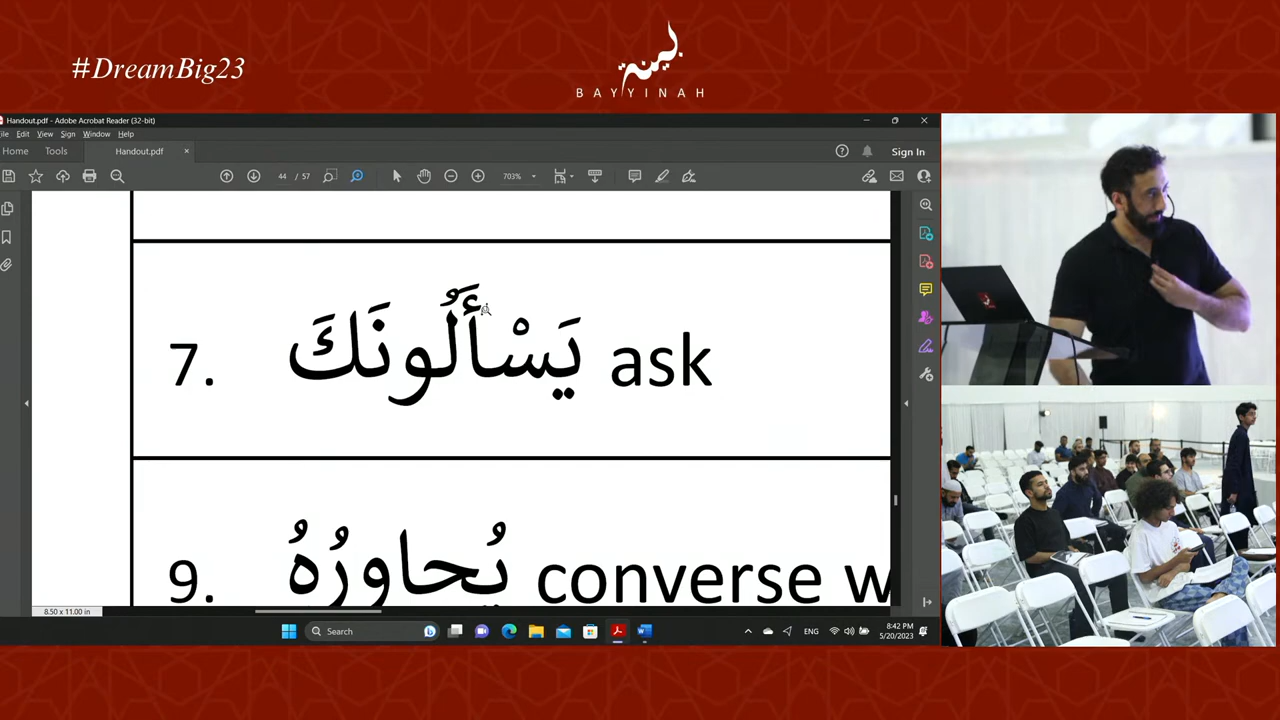 #DreamBig23
بينة
BAYYINAH
Handout.pdf - Adobe Acrobat Reader (32-bit)
ile Edit View Sign Window Help
Home Tools Handout.pdf × Sign In
44 / 57 703%
7. يَسْأَلُونَكَ ask
9. يُحاوِرُهُ converse w
8.50 x 11.00 in
Search
ENG
8:42 PM
5/20/2023